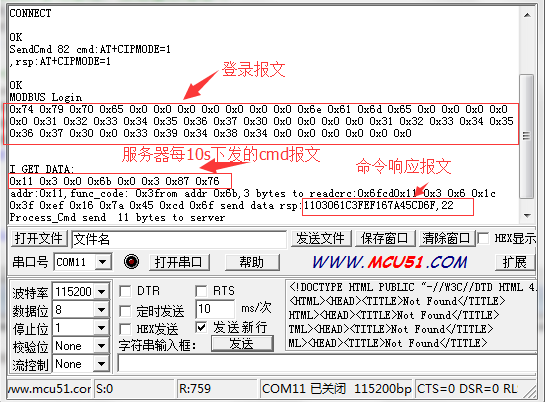 CONNECT
OK
SendCmd 82 cmd:AT+CIPMODE=1
,rsp:AT+CIPMODE=1
登录报文
OK
MODBUS Login
0x74 0x79 0x70 0x65 0x0 0x0 0x0 0x0 0x0 0x0 0x0 0x0 0x6e 0x61 0x6d 0x65 0x0 0x0 0x0 0x0
0x0 0x0 0x31 0x32 0x33 0x34 0x35 0x36 0x37 0x30 0x0 0x0 0x0 0x0 0x31 0x32 0x33 0x34 0x35
0x36 0x37 0x30 0x0 0x33 0x39 0x34 0x38 0x34 0x0 0x0 0x0 0x0 0x0
服务器每10s下发的cmd报文
命令响应报文
I GET DATA:
0x11 0x3 0x0 0x6b 0x0 0x3 0x87 0x76
addr:0x11,func_code: 0x3from addr 0x6b,3 bytes to readcrc:0x6fcd0x11 0x3 0x6 0x1c
0x3f 0xef 0x16 0x7a 0x45 0xcd 0x6f send data rsp:1103061C3FEF167A45CD6F,22
Process_Cmd send 11 bytes to server
打开文件 文件名 发送文件 保存窗口 清除窗口 HEX显示
串口号 COM11 打开串口 帮助 WWW.MCU51.COM 扩展
波特率 115200 DTR RTS
数据位 8 定时发送 10 ms/次
停止位 1 HEX发送 发送新行
校验位 None 字符串输入框: 发送
流控制 None
<!DOCTYPE HTML PUBLIC "-//W3C//DTD HTML 4.
<HTML><HEAD><TITLE>Not Found</TITLE>
HTML><HEAD><TITLE>Not Found</TITLE>
TML><HEAD><TITLE>Not Found</TITLE>
ML><HEAD><TITLE>Not Found</TITLE>
www.mcu51.cor S:0 R:759 COM11 已关闭 115200bp CTS=0 DSR=0 RL